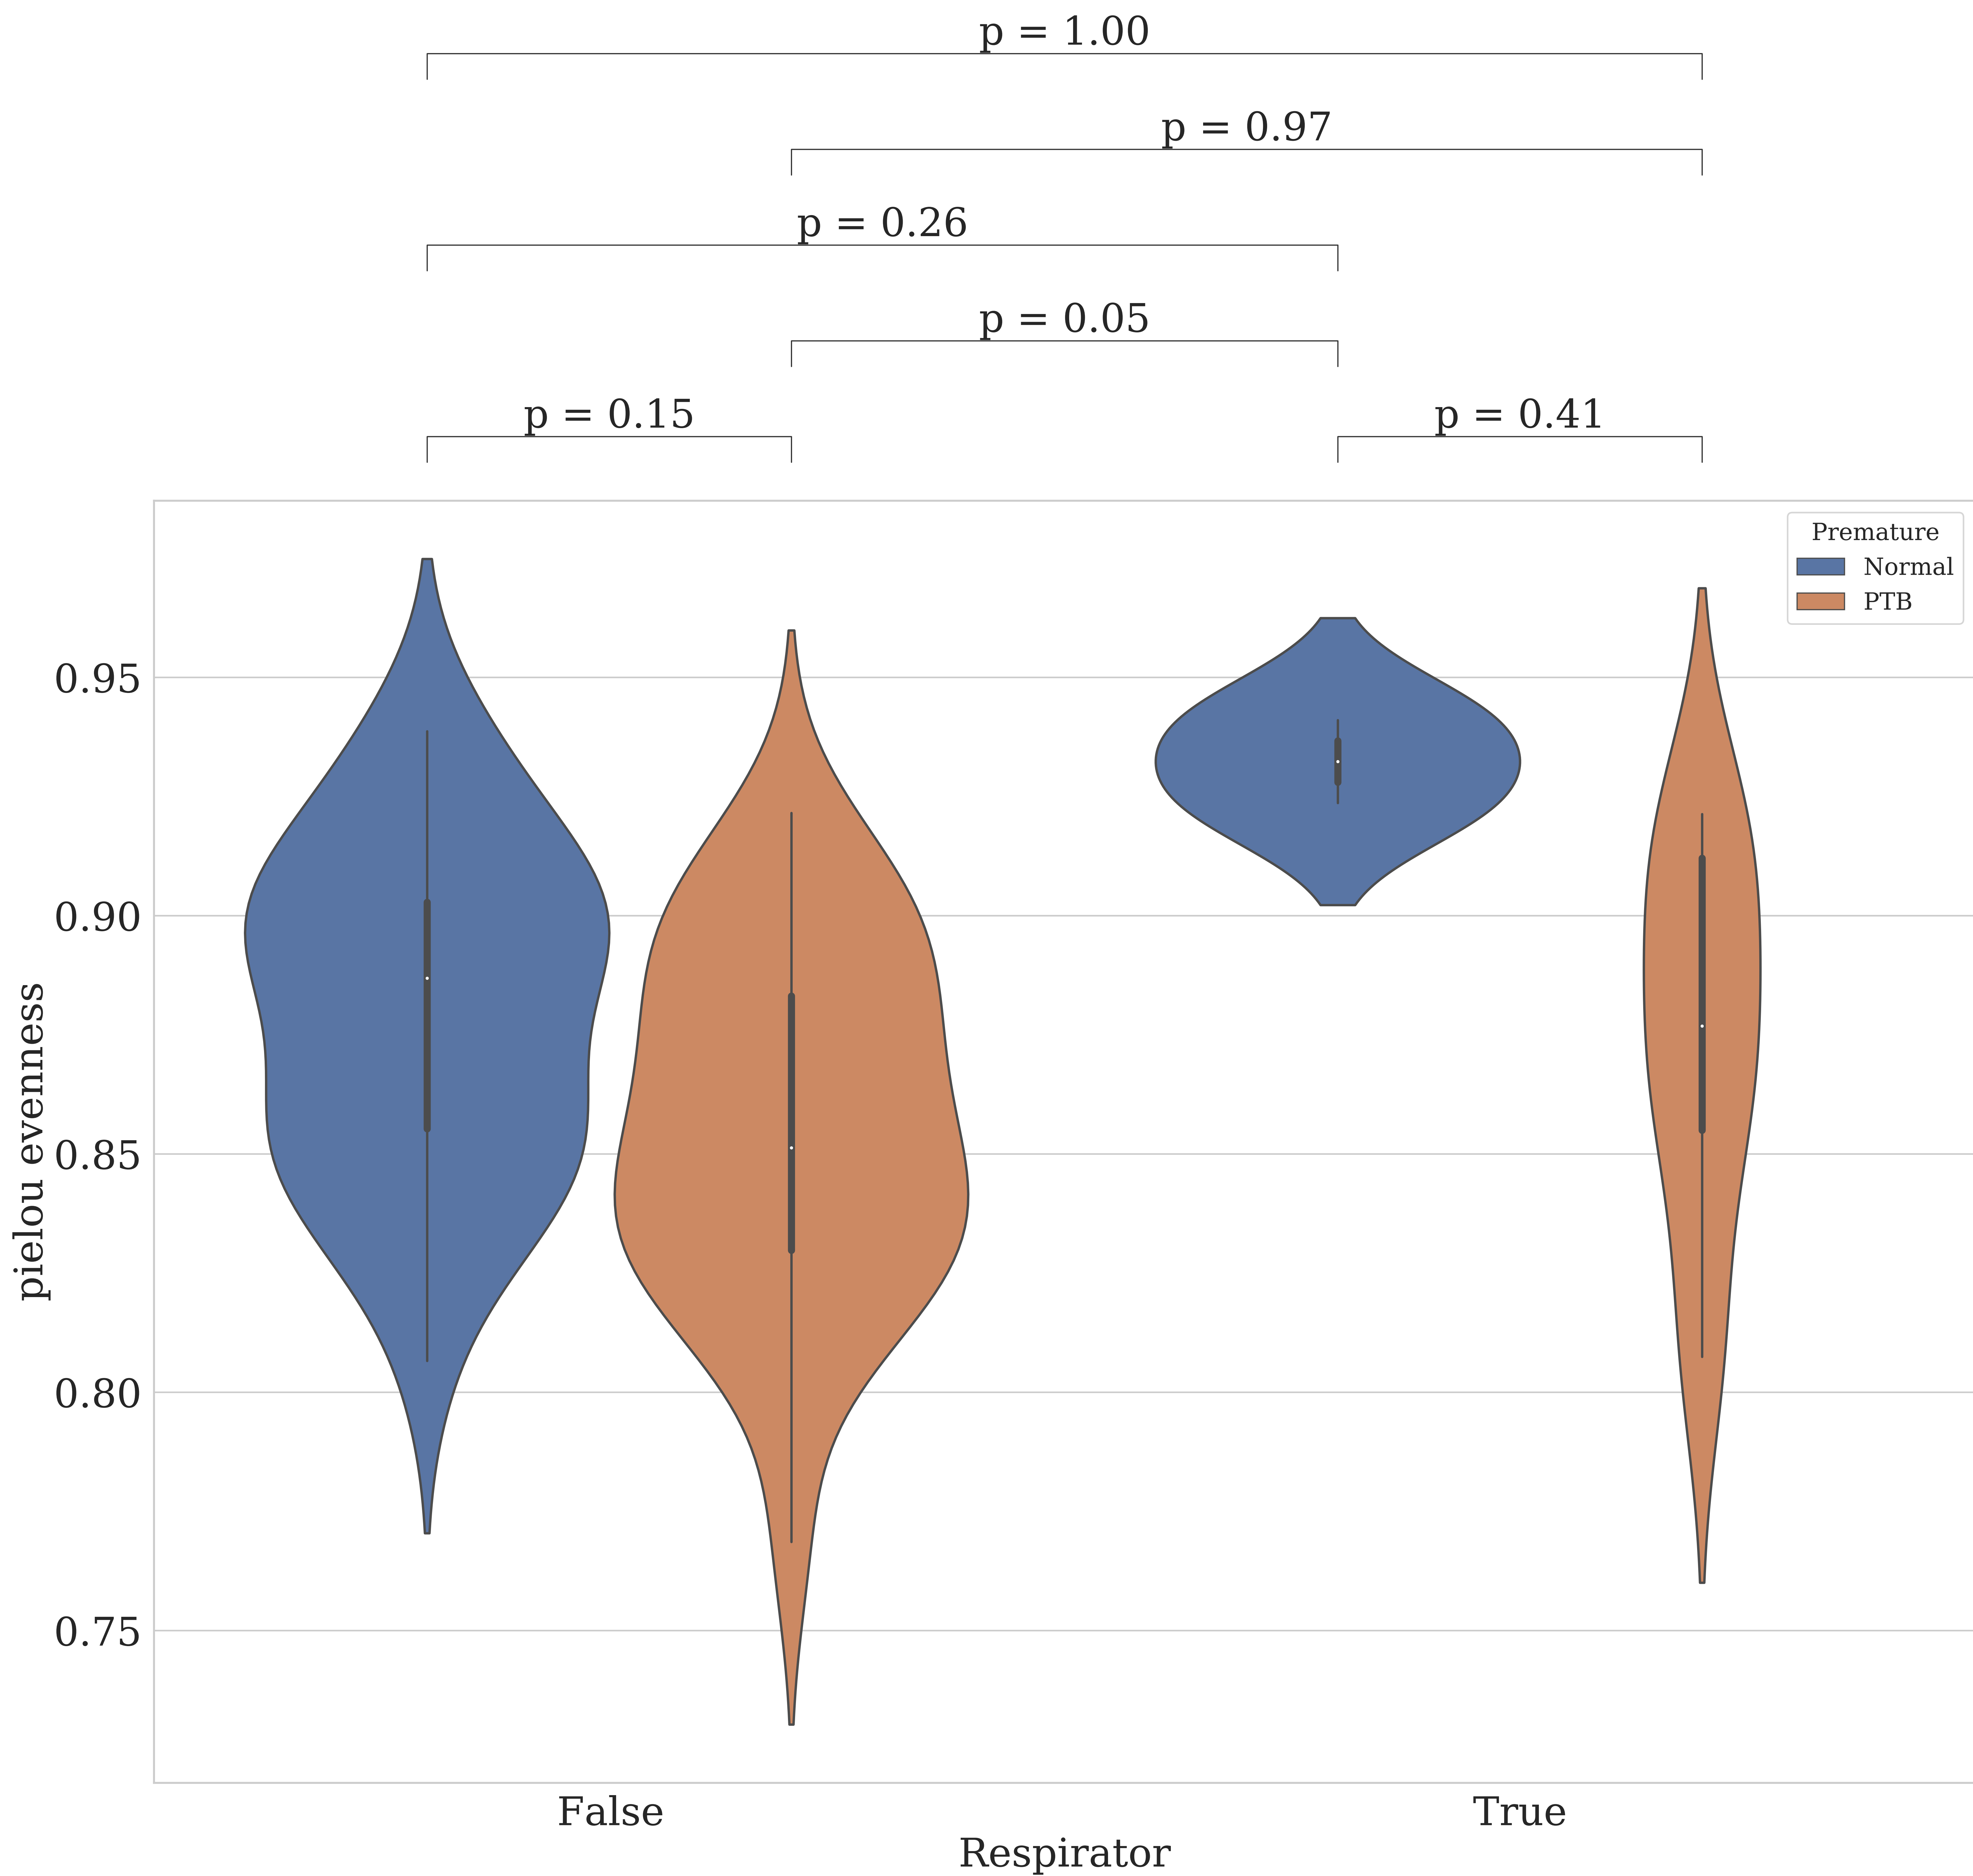 p = 1.00
p = 0.97
p = 0.26
p = 0.05
p = 0.15
p = 0.41
Premature
Normal
PTB
0.95
0.90
0.85
0.80
0.75
pielou evenness
False
True
Respirator